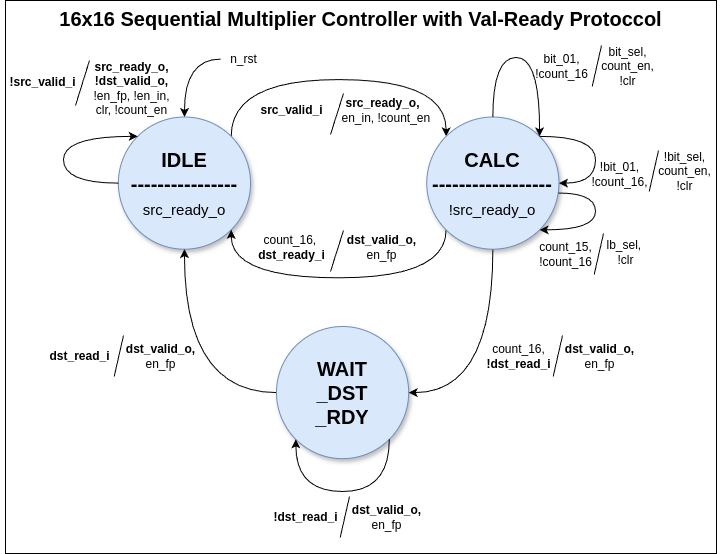 16x16 Sequential Multiplier Controller with Val-Ready Protoccol
n_rst
!src_valid_i
src_ready_o,
!dst_valid_o,
!en_fp, !en_in,
clr, !count_en
src_valid_i
src_ready_o,
en_in, !count_en
bit_01,
!count_16
bit_sel,
count_en,
!clr
IDLE
----------------
src_ready_o
CALC
------------------
!src_ready_o
!bit_01,
!count_16,
!bit_sel,
count_en,
!clr
count_16,
dst_ready_i
dst_valid_o,
en_fp
count_15,
!count_16
lb_sel,
!clr
dst_read_i
dst_valid_o,
en_fp
count_16,
!dst_read_i
dst_valid_o,
en_fp
WAIT
_DST
_RDY
!dst_read_i
dst_valid_o,
en_fp